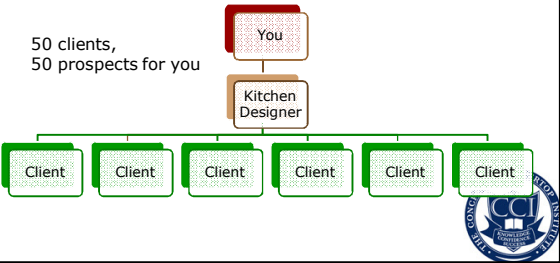 You
50 clients,
50 prospects for you
Kitchen
Designer
Client
Client
Client
Client
Client
Client
CCI
KNOWLEDGE
CONFIDENCE
SUCCESS